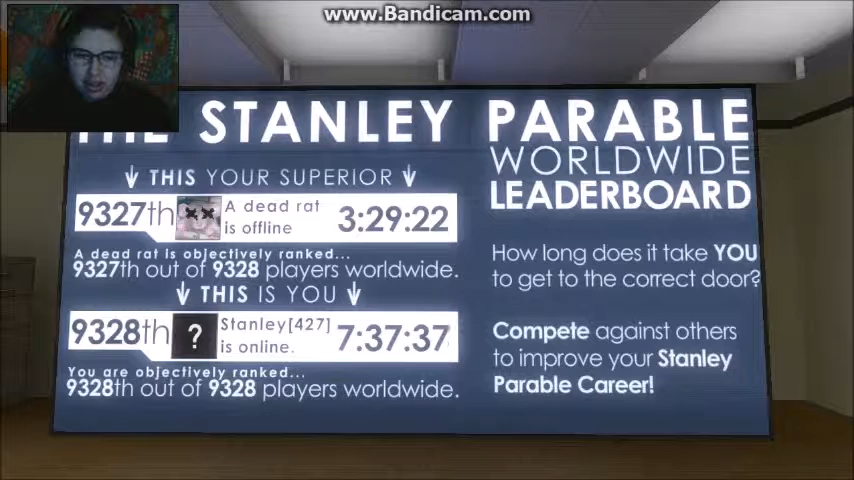 www.Bandicam.com
THE STANLEY PARABLE
WORLDWIDE
LEADERBOARD
THIS YOUR SUPERIOR
9327th
A dead rat
is offline
3:29:22
A dead rat is objectively ranked...
9327th out of 9328 players worldwide.
THIS IS YOU
9328th
?
Stanley[427]
is online.
7:37:37
You are objectively ranked...
9328th out of 9328 players worldwide.
How long does it take YOU
to get to the correct door?
Compete against others
to improve your Stanley
Parable Career!